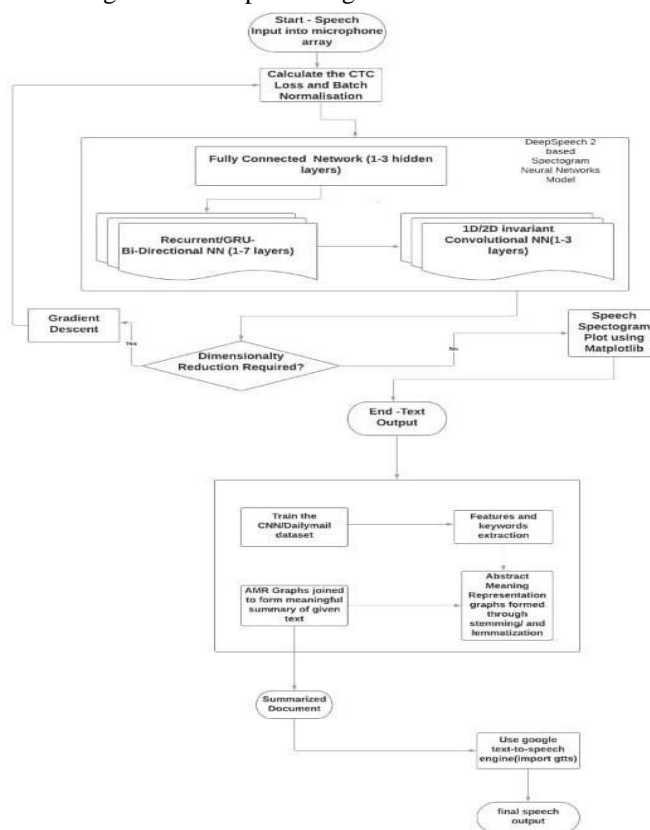 Start - Speech
Input into microphone
array
Calculate the CTC
Loss and Batch
Normalisation
DeepSpeech 2
based
Spectogram
Neural Networks
Model
Fully Connected Network (1-3 hidden
layers)
Recurrent/GRU-
Bi-Directional NN (1-7 layers)
1D/2D invariant
Convolutional NN(1-3
layers)
Gradient
Descent
Yes
Dimensionalty
Reduction Required?
No
Speech
Spectogram
Plot using
Matplotlib
End -Text
Output
Train the
CNN/Dailymail
dataset
Features and
keywords
extraction
AMR Graphs joined
to form meaningful
summary of given
text
Abstract
Meaning
Representation
graphs formed
through
stemming/ and
lemmatization
Summarized
Document
Use google
text-to-speech
engine(import gtts)
final speech
output